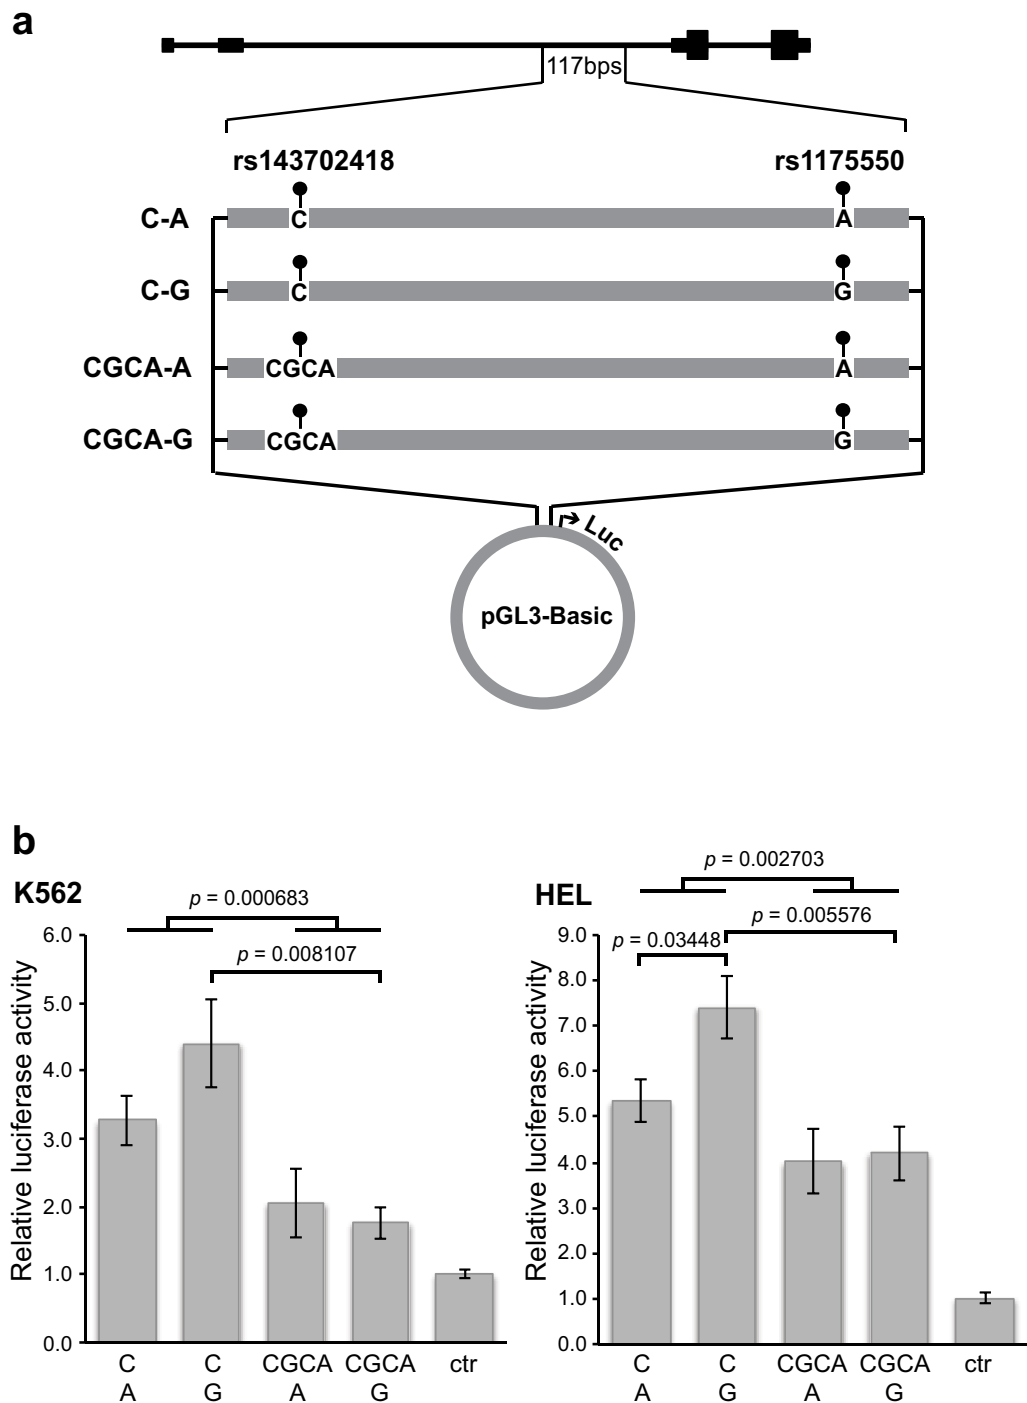 a
117bps
rs143702418 rs1175550
C-A C A
C-G C G
CGCA-A CGCA A
CGCA-G CGCA G
Luc
pGL3-Basic
b
K562
p = 0.000683
p = 0.008107
Relative luciferase activity
6.0
5.0
4.0
3.0
2.0
1.0
0.0
C C CGCA CGCA ctr
A G A G
HEL
p = 0.002703
p = 0.005576
p = 0.03448
Relative luciferase activity
9.0
8.0
7.0
6.0
5.0
4.0
3.0
2.0
1.0
0.0
C C CGCA CGCA ctr
A G A G